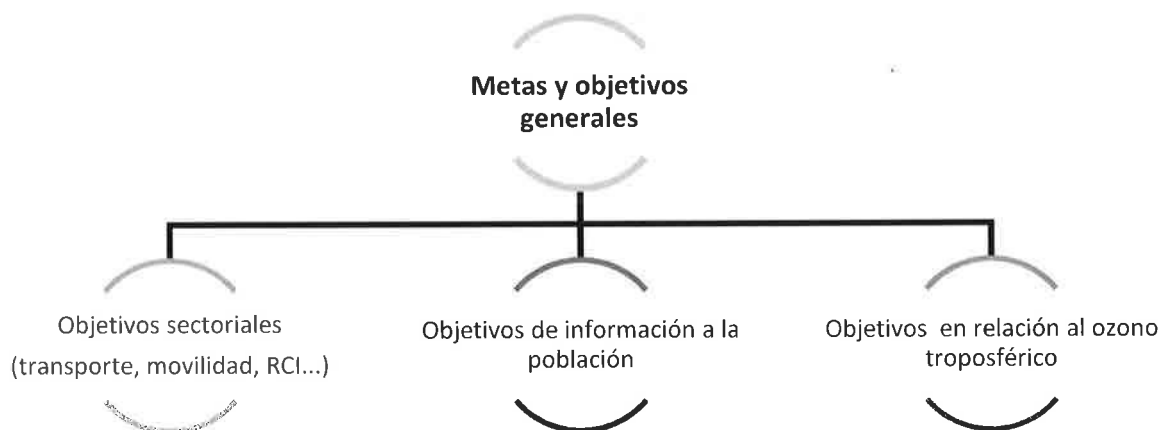 Metas y objetivos
generales
Objetivos sectoriales
(transporte, movilidad, RCI...)
Objetivos de información a la
población
Objetivos en relación al ozono
troposférico